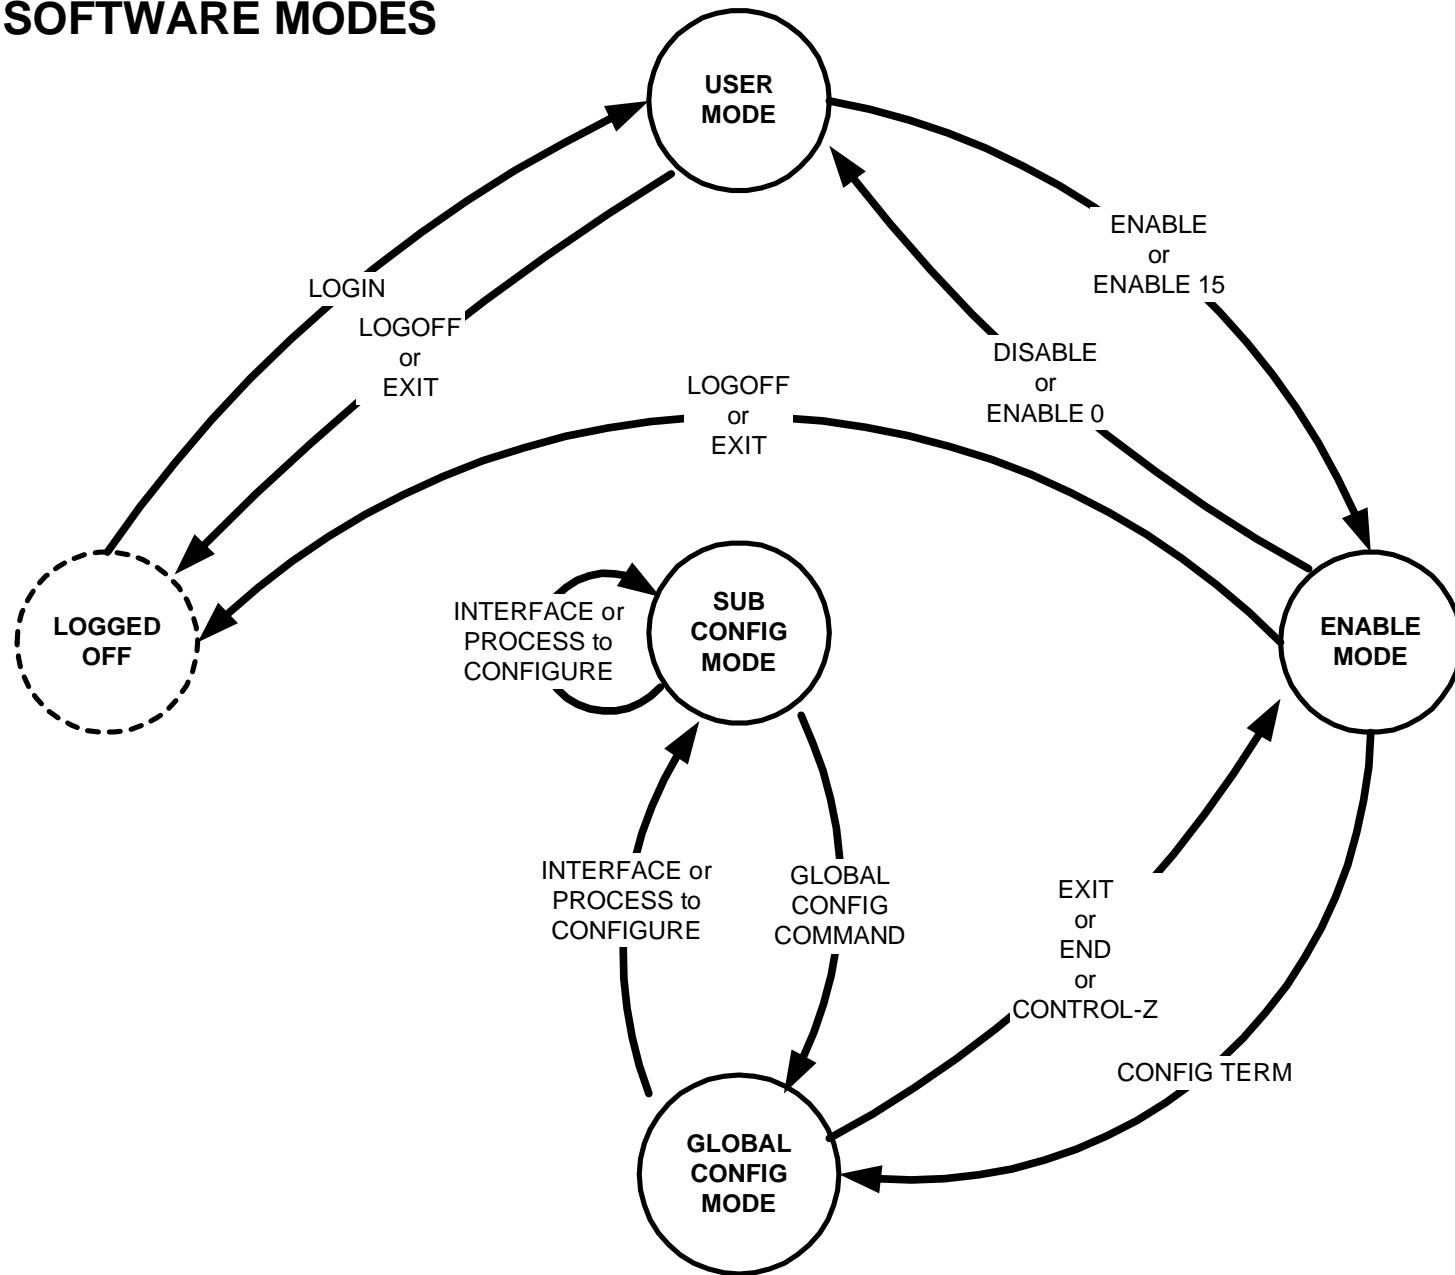 SOFTWARE MODES
USER
MODE
ENABLE
or
ENABLE 15
LOGIN
LOGOFF
or
EXIT
DISABLE
or
ENABLE 0
LOGOFF
or
EXIT
LOGGED
OFF
INTERFACE or
PROCESS to
CONFIGURE
SUB
CONFIG
MODE
ENABLE
MODE
INTERFACE or
PROCESS to
CONFIGURE
GLOBAL
CONFIG
COMMAND
EXIT
or
END
or
CONTROL-Z
CONFIG TERM
GLOBAL
CONFIG
MODE